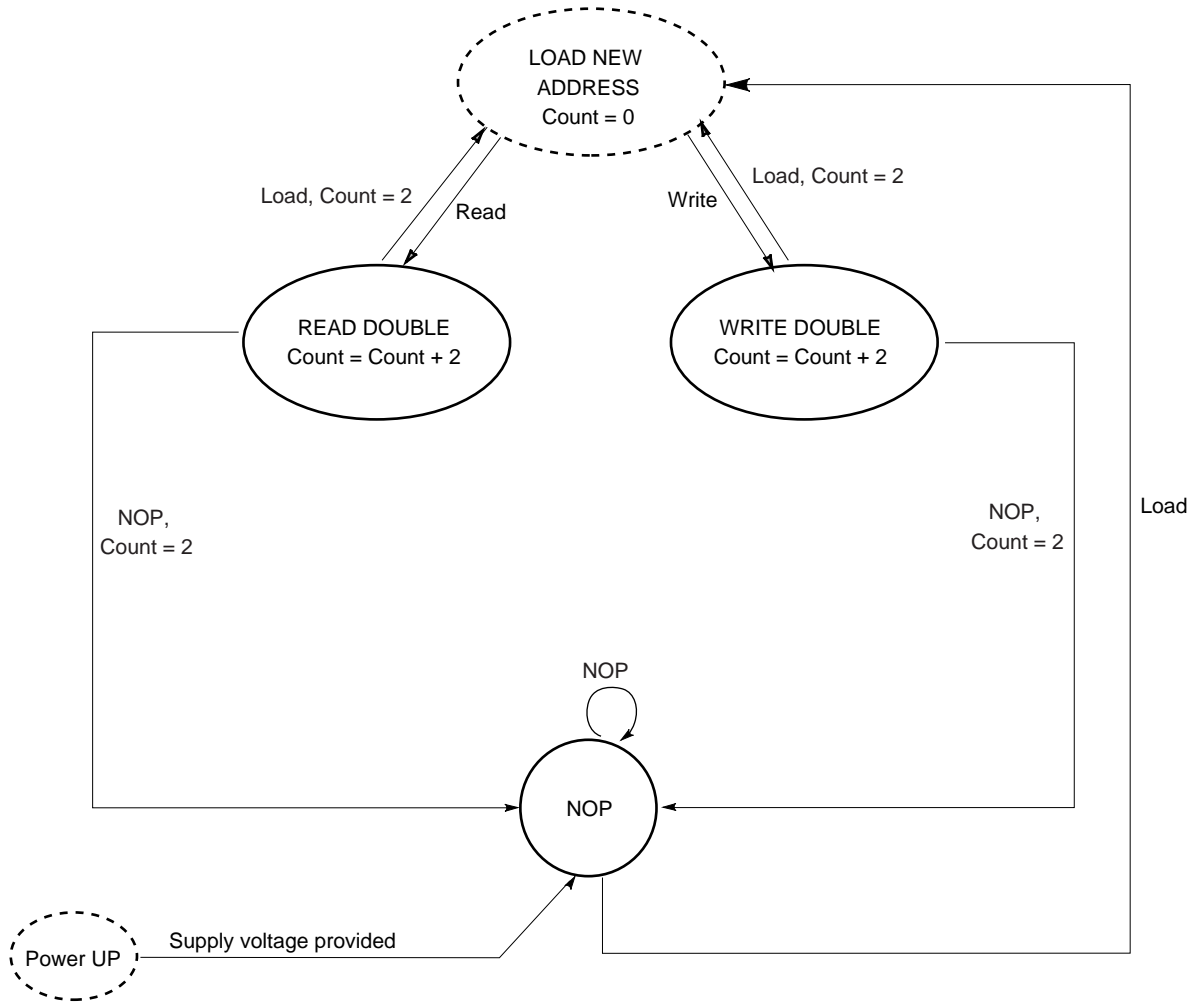 LOAD NEW
ADDRESS
Count = 0
Load, Count = 2
Read
Write
Load, Count = 2
READ DOUBLE
Count = Count + 2
WRITE DOUBLE
Count = Count + 2
NOP,
Count = 2
NOP,
Count = 2
Load
NOP
NOP
Supply voltage provided
Power UP